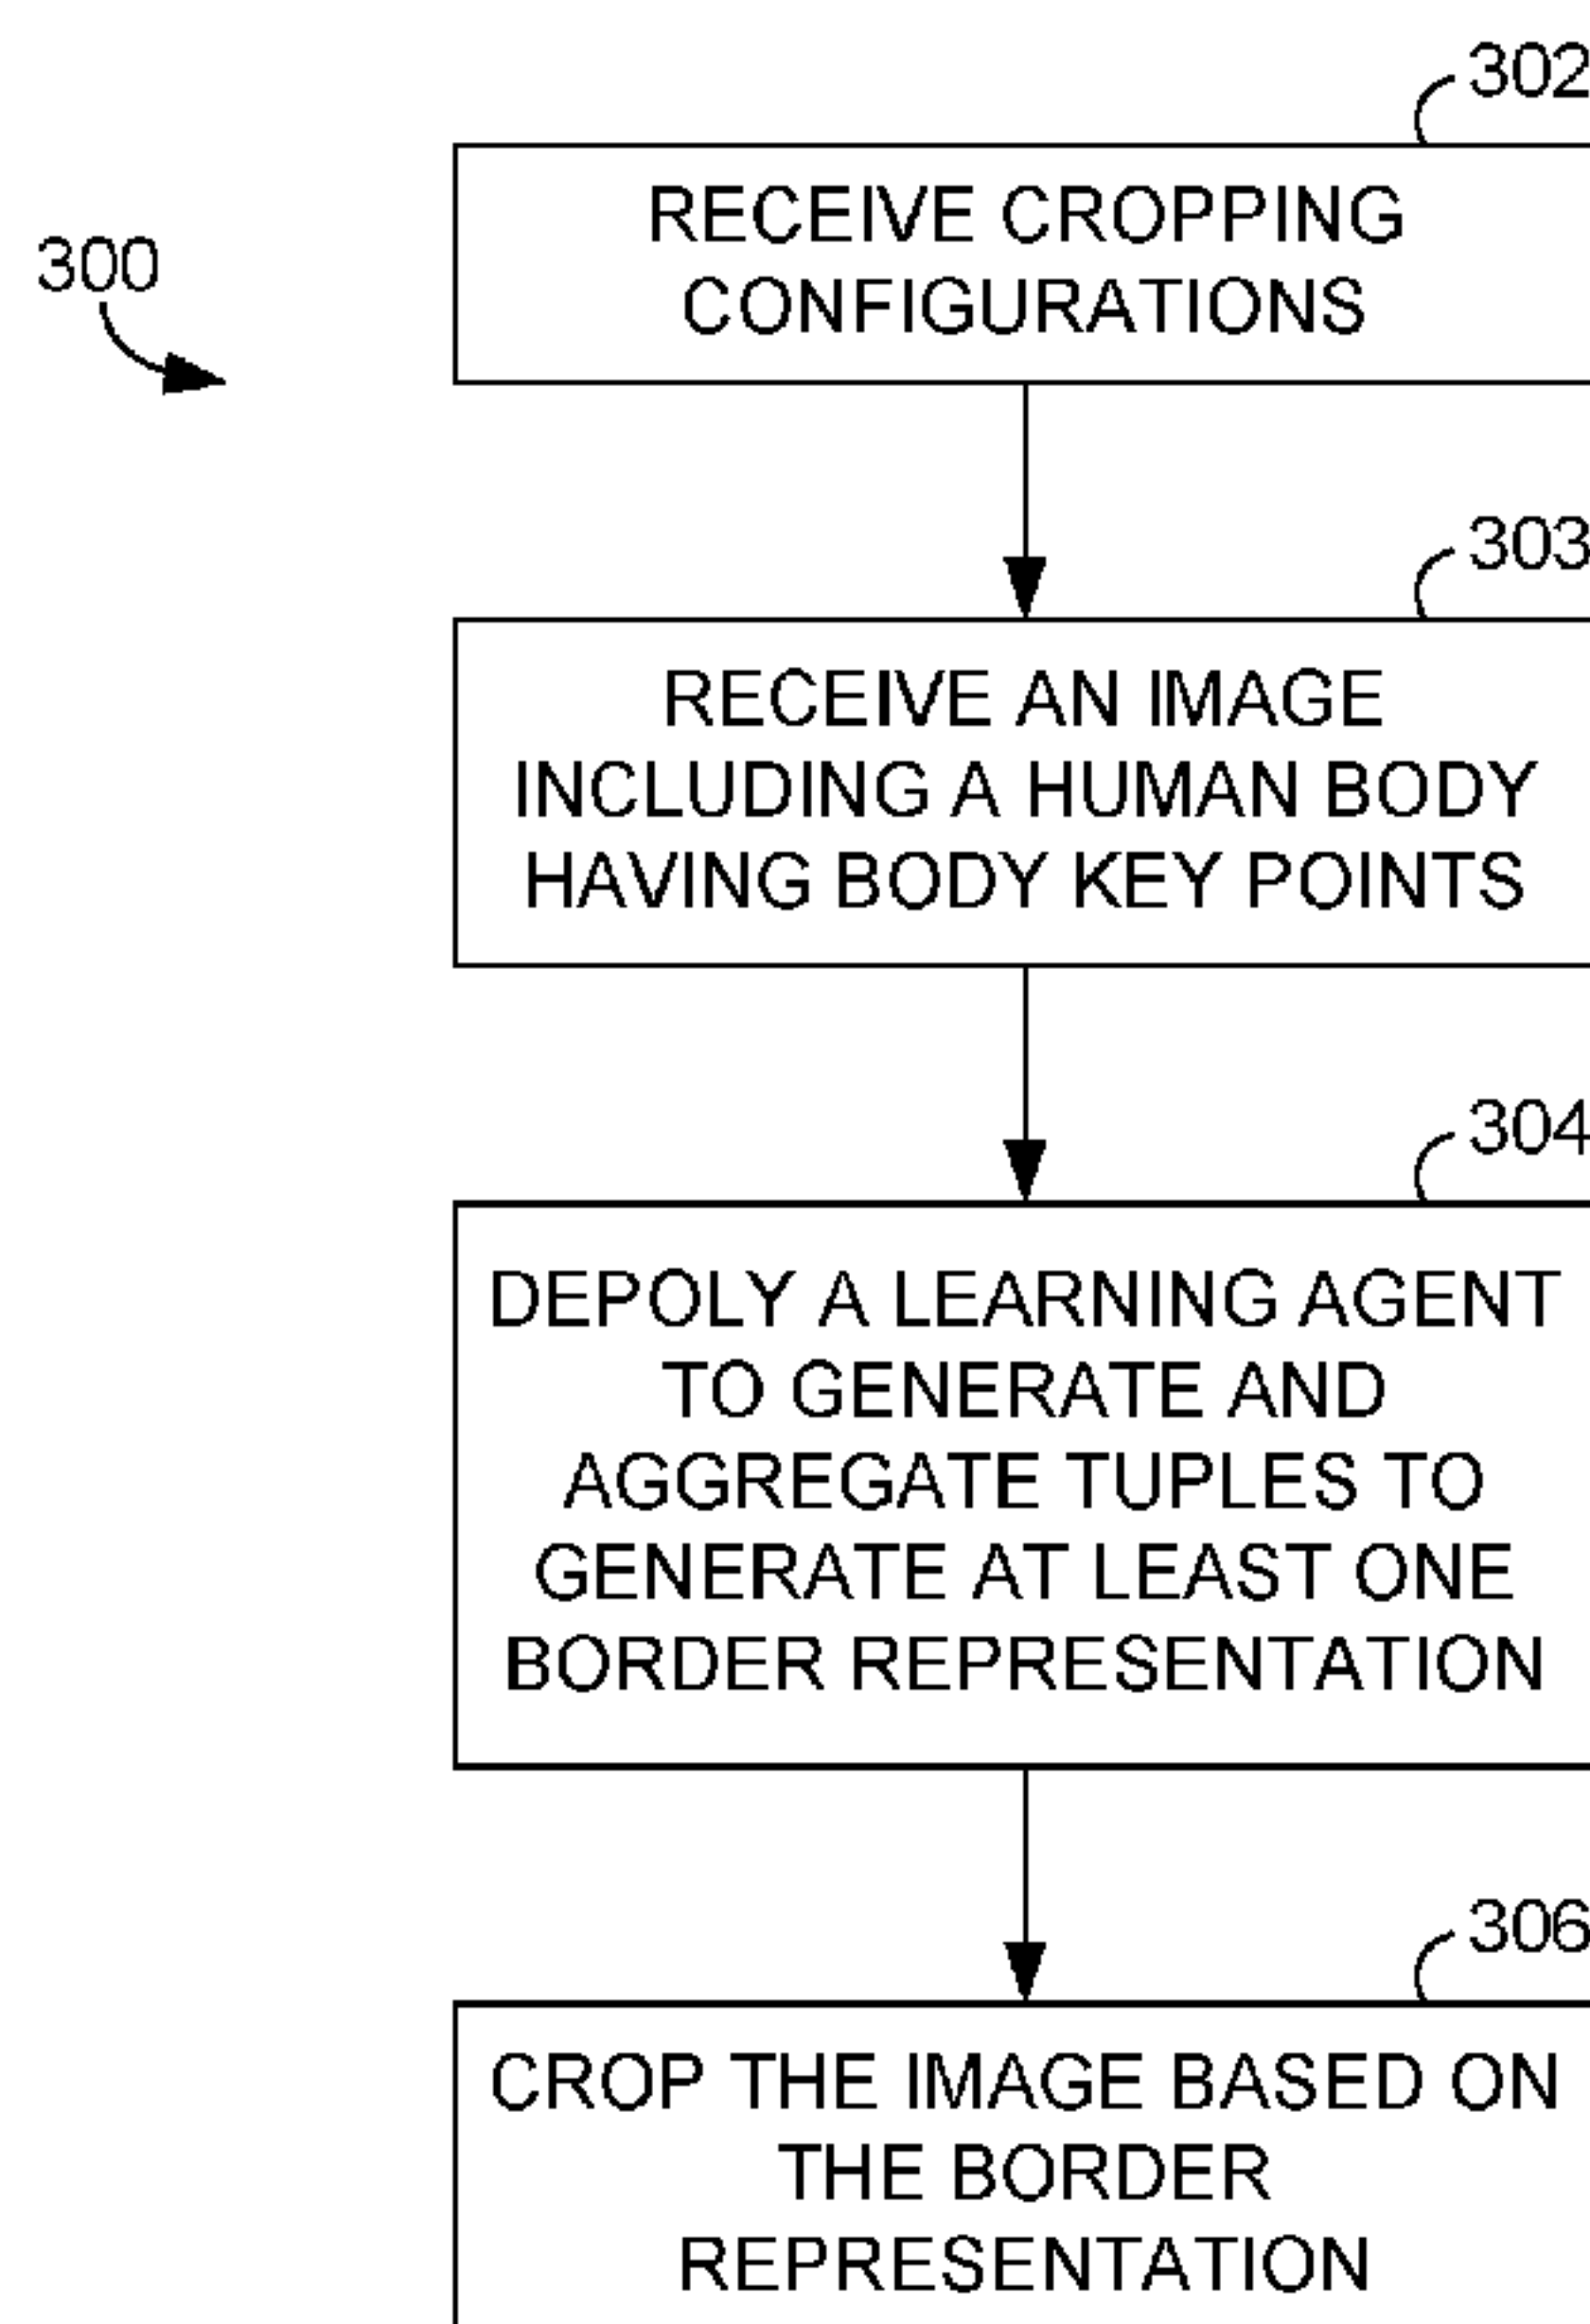 302
RECEIVE CROPPING
CONFIGURATIONS
300
303
RECEIVE AN IMAGE
INCLUDING A HUMAN BODY
HAVING BODY KEY POINTS
304
DEPOLY A LEARNING AGENT
TO GENERATE AND
AGGREGATE TUPLES TO
GENERATE AT LEAST ONE
BORDER REPRESENTATION
306
CROP THE IMAGE BASED ON
THE BORDER
REPRESENTATION